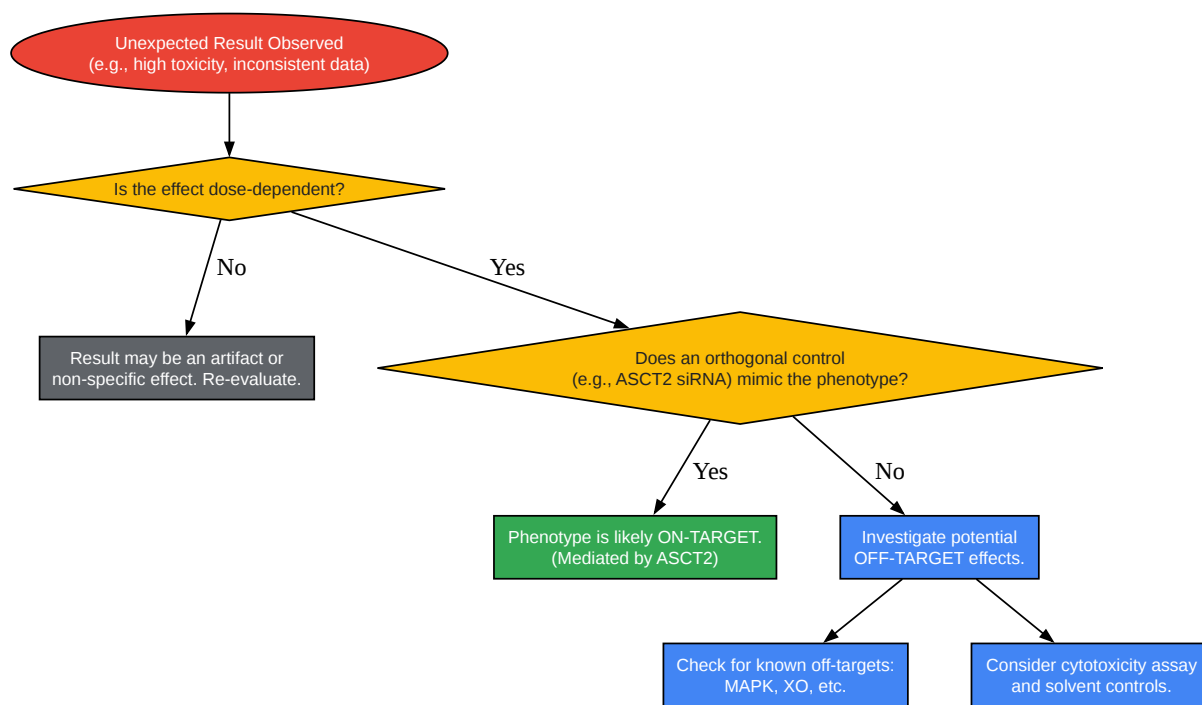 Unexpected Result Observed
(e.g., high toxicity, inconsistent data)
Is the effect dose-dependent?
No
Yes
Result may be an artifact or
non-specific effect. Re-evaluate.
Does an orthogonal control
(e.g., ASCT2 siRNA) mimic the phenotype?
Yes
No
Phenotype is likely ON-TARGET.
(Mediated by ASCT2)
Investigate potential
OFF-TARGET effects.
Check for known off-targets:
MAPK, XO, etc.
Consider cytotoxicity assay
and solvent controls.